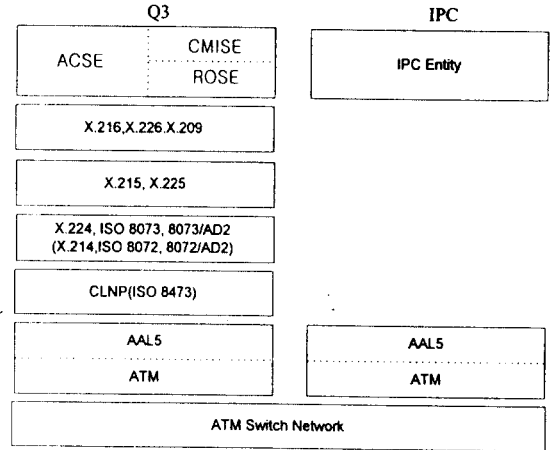 Q3
IPC
ACSE
CMISE
ROSE
IPC Entity
X.216,X.226.X.209
X.215, X.225
X.224, ISO 8073, 8073/AD2
(X.214,ISO 8072, 8072/AD2)
CLNP(ISO 8473)
AAL5
AAL5
ATM
ATM
ATM Switch Network